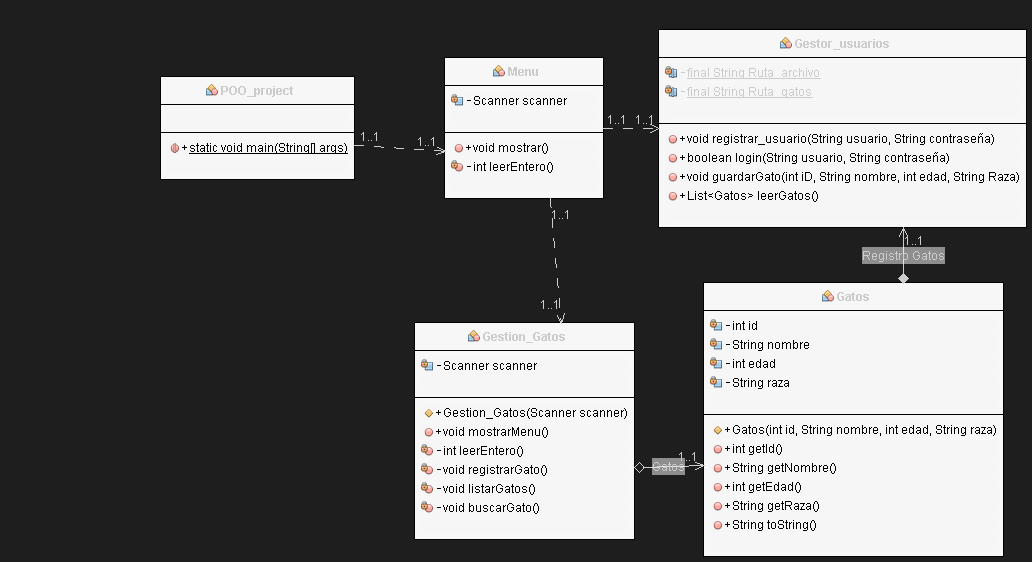 POO_project
+static void main(String[] args)
1..1
1..1
Menu
-Scanner scanner
+void mostrar()
-int leerEntero()
1..1
1..1
Gestor_usuarios
-final String Ruta_archivo
-final String Ruta_gatos
+void registrar_usuario(String usuario, String contraseña)
+boolean login(String usuario, String contraseña)
+void guardarGato(int iD, String nombre, int edad, String Raza)
+List<Gatos> leerGatos()
1..1
1..1
1..1
Registro Gatos
Gestion_Gatos
-Scanner scanner
+Gestion_Gatos(Scanner scanner)
+void mostrarMenu()
-int leerEntero()
-void registrarGato()
-void listarGatos()
-void buscarGato()
Gatos
1..1
Gatos
-int id
-String nombre
-int edad
-String raza
+Gatos(int id, String nombre, int edad, String raza)
+int getId()
+String getNombre()
+int getEdad()
+String getRaza()
+String toString()